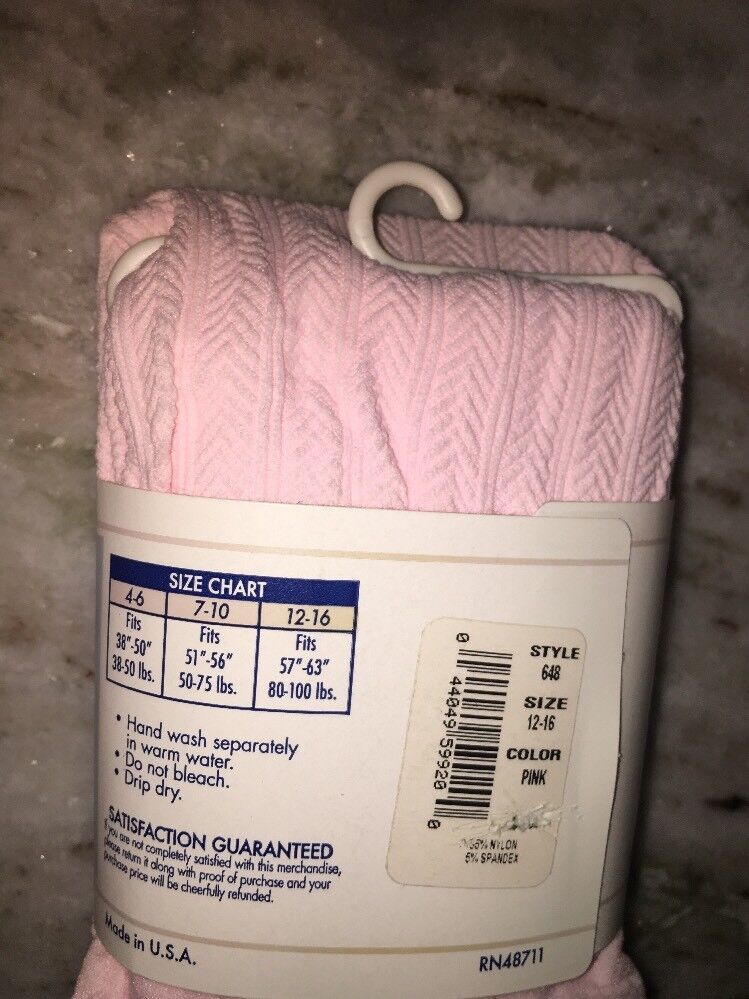 SIZE CHART
4-6 7-10 12-16
Fits Fits Fits
38"-50" 51"-56" 57"-63"
38-50 lbs. 50-75 lbs. 80-100 lbs.
• Hand wash separately
in warm water.
• Do not bleach.
• Drip dry.
SATISFACTION GUARANTEED
If you are not completely satisfied with this merchandise,
please return it along with proof of purchase and your
purchase price will be cheerfully refunded.
Made in U.S.A.
RN48711
0 44049 59920 0
STYLE
648
SIZE
12-16
COLOR
PINK
NYLON
5% SPANDEX